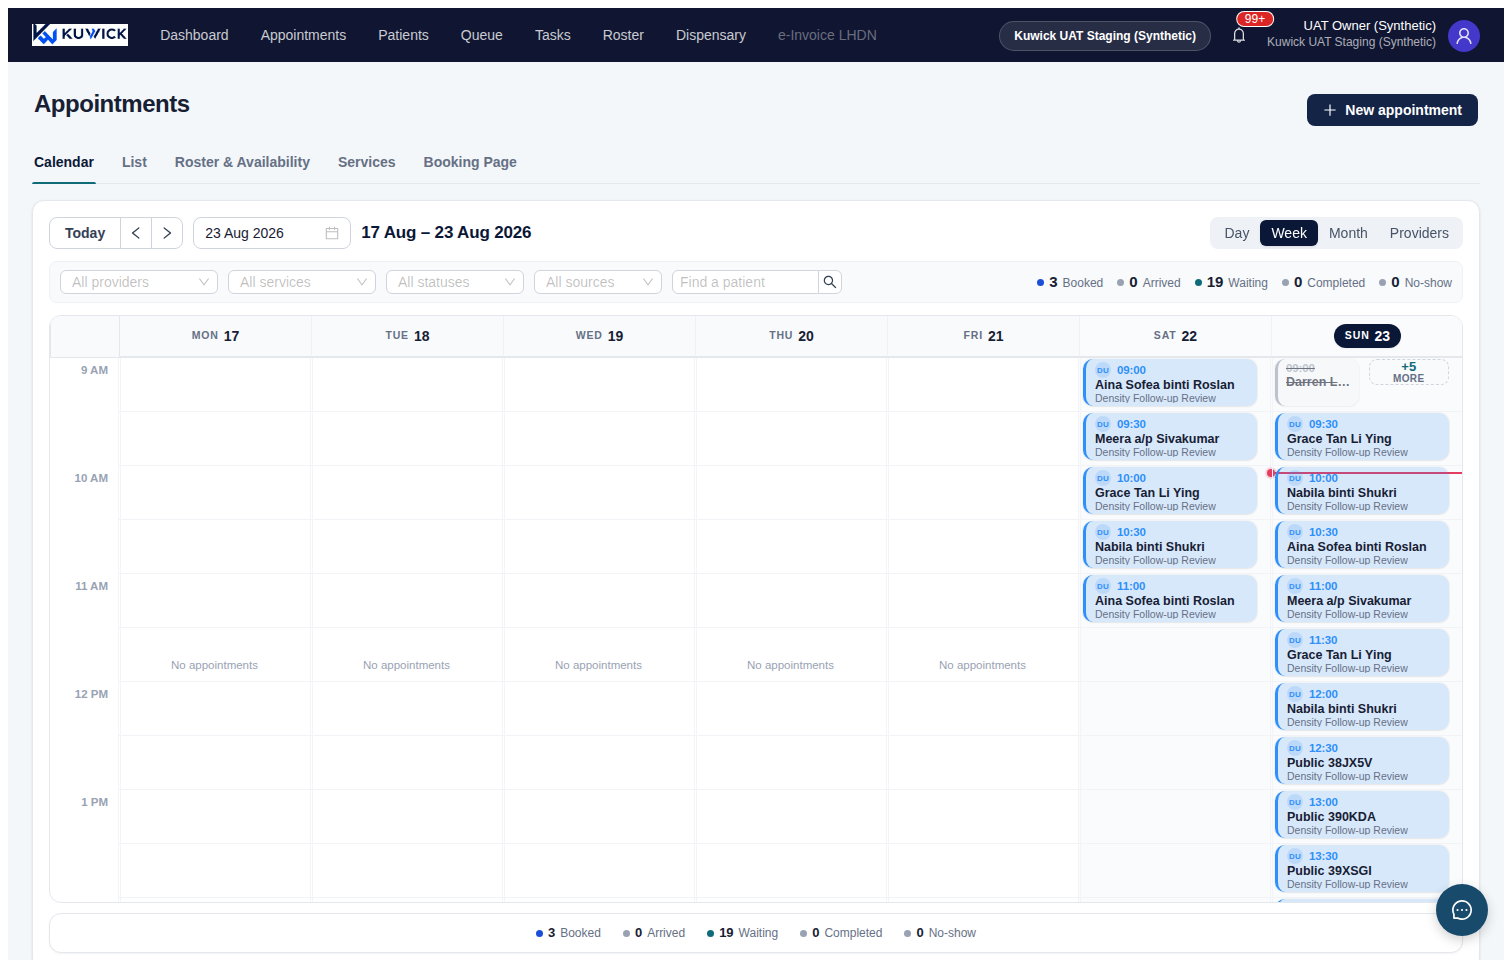 KUWICK
Dashboard Appointments Patients Queue Tasks Roster Dispensary e-Invoice LHDN
Kuwick UAT Staging (Synthetic)
99+
UAT Owner (Synthetic)
Kuwick UAT Staging (Synthetic)
Appointments
New appointment
Calendar List Roster & Availability Services Booking Page
Today 23 Aug 2026 17 Aug – 23 Aug 2026 Day Week Month Providers
All providers All services All statuses All sources Find a patient
3 Booked 0 Arrived 19 Waiting 0 Completed 0 No-show
MON 17 TUE 18 WED 19 THU 20 FRI 21 SAT 22 SUN 23
9 AM
10 AM
11 AM
12 PM
1 PM
No appointments No appointments No appointments No appointments No appointments
DU 09:00
Aina Sofea binti Roslan
Density Follow-up Review
DU 09:30
Meera a/p Sivakumar
Density Follow-up Review
DU 10:00
Grace Tan Li Ying
Density Follow-up Review
DU 10:30
Nabila binti Shukri
Density Follow-up Review
DU 11:00
Aina Sofea binti Roslan
Density Follow-up Review
09:00
Darren L...
+5
MORE
DU 09:30
Grace Tan Li Ying
Density Follow-up Review
DU 10:00
Nabila binti Shukri
Density Follow-up Review
DU 10:30
Aina Sofea binti Roslan
Density Follow-up Review
DU 11:00
Meera a/p Sivakumar
Density Follow-up Review
DU 11:30
Grace Tan Li Ying
Density Follow-up Review
DU 12:00
Nabila binti Shukri
Density Follow-up Review
DU 12:30
Public 38JX5V
Density Follow-up Review
DU 13:00
Public 390KDA
Density Follow-up Review
DU 13:30
Public 39XSGI
Density Follow-up Review
3 Booked 0 Arrived 19 Waiting 0 Completed 0 No-show